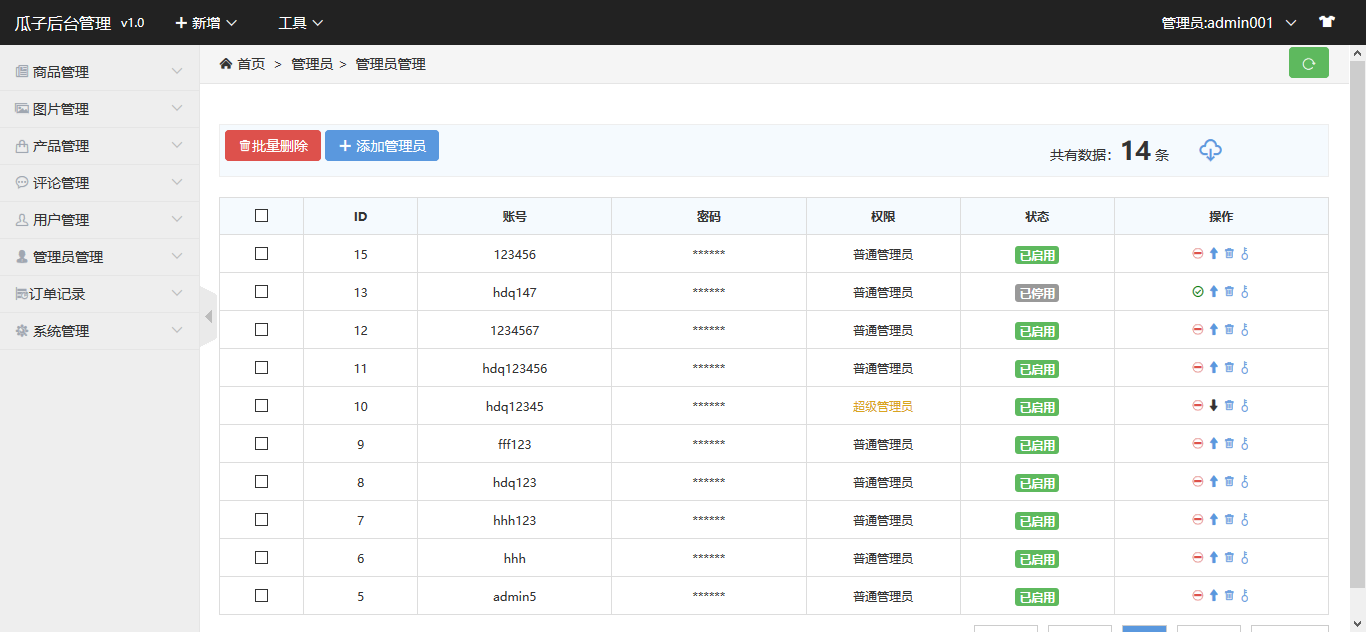 瓜子后台管理 v1.0 新增 工具 管理员:admin001
商品管理
图片管理
产品管理
评论管理
用户管理
管理员管理
订单记录
系统管理
首页 > 管理员 > 管理员管理
批量删除 添加管理员 共有数据: 14 条
ID 账号 密码 权限 状态 操作
15 123456 ****** 普通管理员 已启用
13 hdq147 ****** 普通管理员 已停用
12 1234567 ****** 普通管理员 已启用
11 hdq123456 ****** 普通管理员 已启用
10 hdq12345 ****** 超级管理员 已启用
9 fff123 ****** 普通管理员 已启用
8 hdq123 ****** 普通管理员 已启用
7 hhh123 ****** 普通管理员 已启用
6 hhh ****** 普通管理员 已启用
5 admin5 ****** 普通管理员 已启用